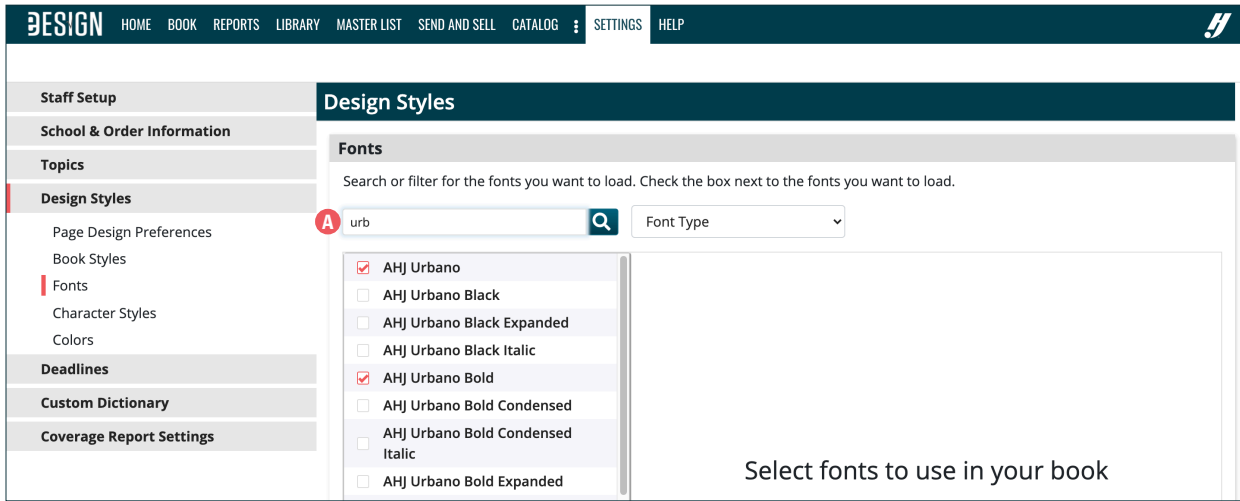 DESIGN HOME BOOK REPORTS LIBRARY MASTER LIST SEND AND SELL CATALOG SETTINGS HELP HJ
Staff Setup
School & Order Information
Topics
Design Styles
Page Design Preferences
Book Styles
Fonts
Character Styles
Colors
Deadlines
Custom Dictionary
Coverage Report Settings
Design Styles
Fonts
Search or filter for the fonts you want to load. Check the box next to the fonts you want to load.
A urb Font Type
AHJ Urbano
AHJ Urbano Black
AHJ Urbano Black Expanded
AHJ Urbano Black Italic
AHJ Urbano Bold
AHJ Urbano Bold Condensed
AHJ Urbano Bold Condensed
Italic
AHJ Urbano Bold Expanded
Select fonts to use in your book